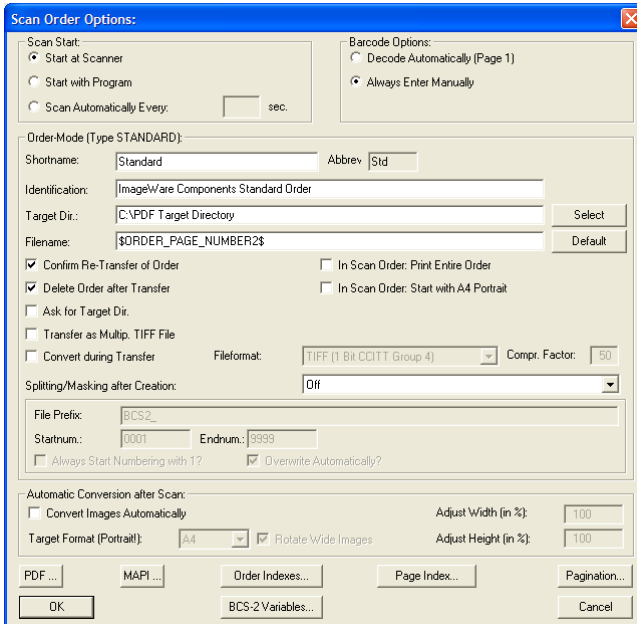 Scan Order Options:
Scan Start:
Start at Scanner
Start with Program
Scan Automatically Every: sec.
Barcode Options:
Decode Automatically (Page 1)
Always Enter Manually
Order-Mode (Type STANDARD):
Shortname: Standard Abbrev Std
Identification: ImageWare Components Standard Order
Target Dir.: C:\PDF Target Directory Select
Filename: $ORDER_PAGE_NUMBER2$ Default
Confirm Re-Transfer of Order In Scan Order: Print Entire Order
Delete Order after Transfer In Scan Order: Start with A4 Portrait
Ask for Target Dir.
Transfer as Multip. TIFF File
Convert during Transfer Fileformat: TIFF (1 Bit CCITT Group 4) Compr. Factor: 50
Splitting/Masking after Creation: Off
File Prefix: BCS2_
Startnum.: 0001 Endnum.: 9999
Always Start Numbering with 1? Overwrite Automatically?
Automatic Conversion after Scan:
Convert Images Automatically Adjust Width (in %): 100
Target Format (Portrait!): A4 Rotate Wide Images Adjust Height (in %): 100
PDF ... MAPI ... Order Indexes... Page Index... Pagination...
OK BCS-2 Variables... Cancel